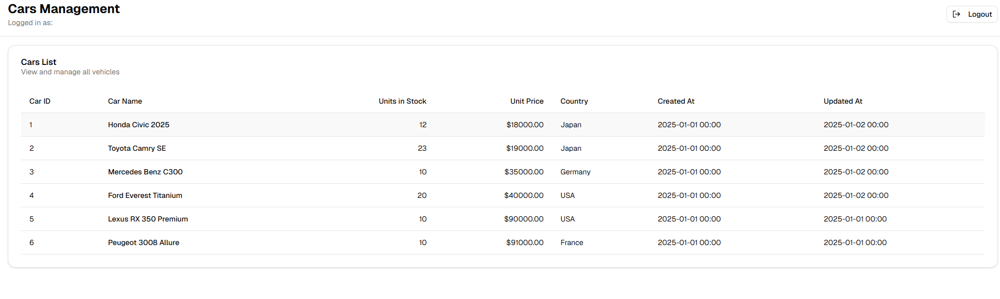 Cars Management
Logged in as:
Logout
Cars List
View and manage all vehicles
Car ID Car Name Units in Stock Unit Price Country Created At Updated At
1 Honda Civic 2025 12 $18000.00 Japan 2025-01-01 00:00 2025-01-02 00:00
2 Toyota Camry SE 23 $19000.00 Japan 2025-01-01 00:00 2025-01-02 00:00
3 Mercedes Benz C300 10 $35000.00 Germany 2025-01-01 00:00 2025-01-02 00:00
4 Ford Everest Titanium 20 $40000.00 USA 2025-01-01 00:00 2025-01-02 00:00
5 Lexus RX 350 Premium 10 $90000.00 USA 2025-01-01 00:00 2025-01-01 00:00
6 Peugeot 3008 Allure 10 $91000.00 France 2025-01-01 00:00 2025-01-01 00:00